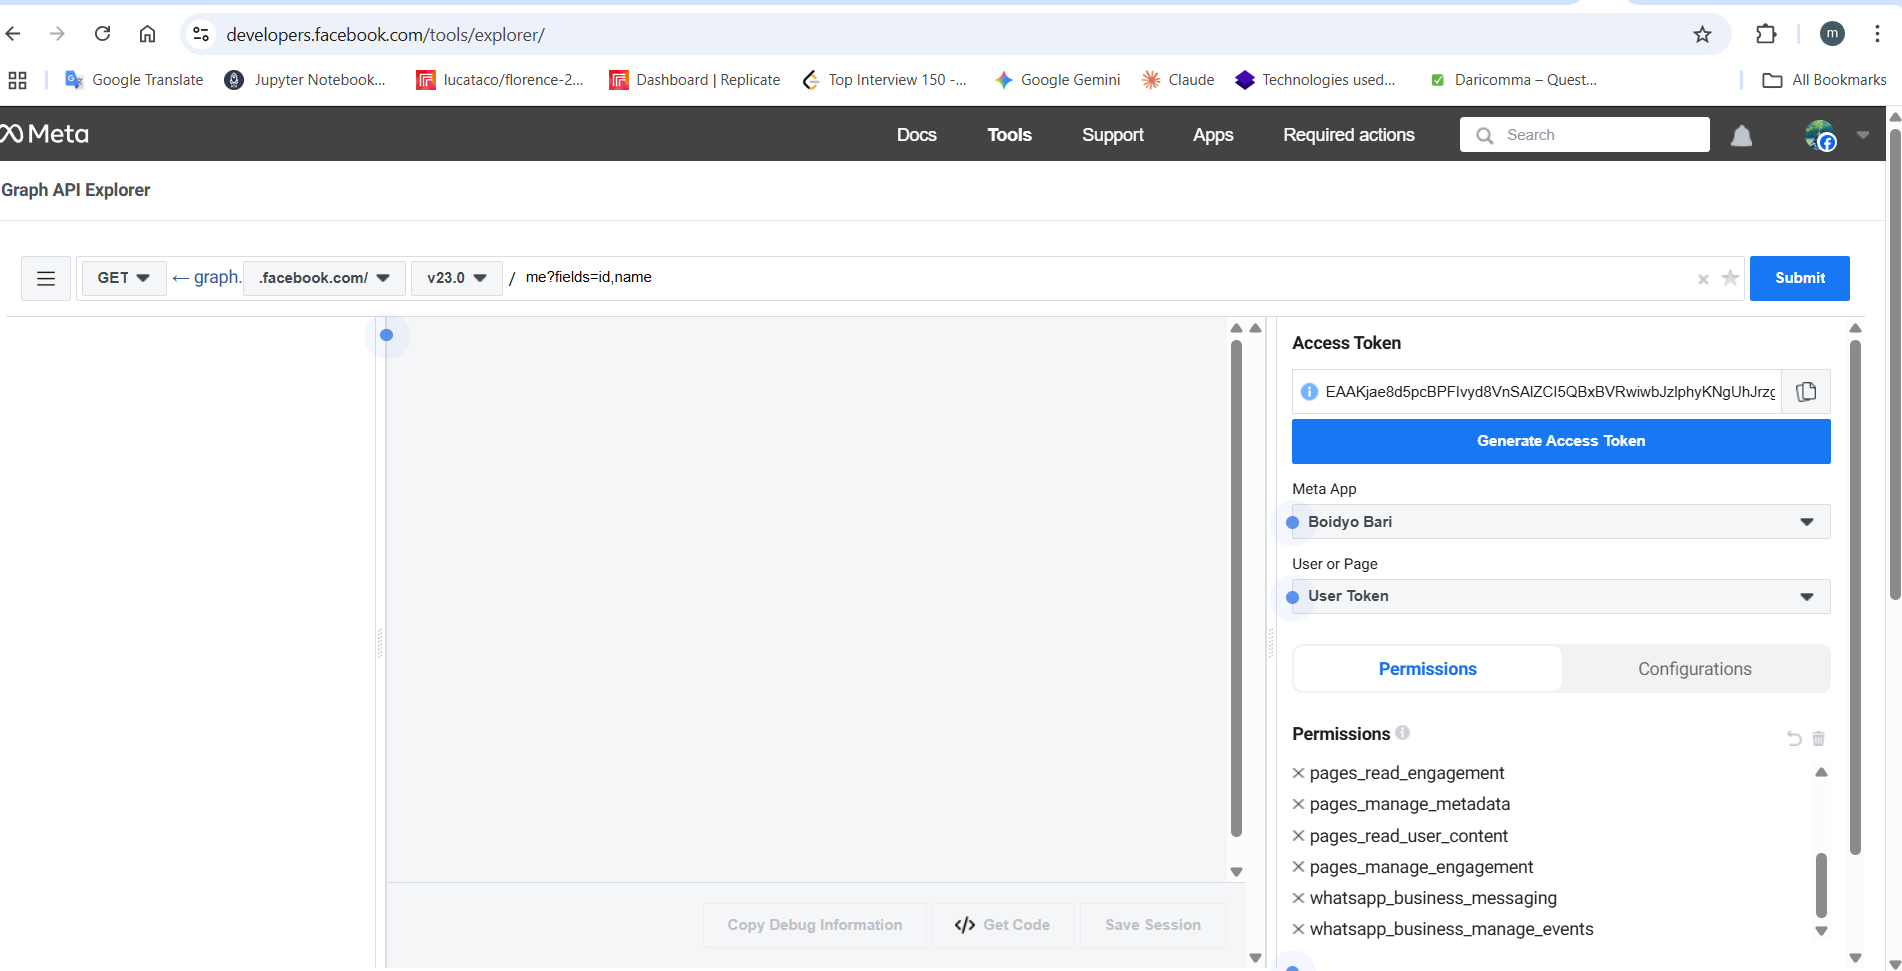 developers.facebook.com/tools/explorer/
m
Google Translate
Jupyter Notebook...
lucataco/florence-2...
Dashboard | Replicate
Top Interview 150 -...
Google Gemini
Claude
Technologies used...
Daricomma – Quest...
All Bookmarks
Meta
Docs
Tools
Support
Apps
Required actions
Search
Graph API Explorer
GET
← graph.
.facebook.com/
v23.0
/
me?fields=id,name
Submit
Access Token
EAAKjae8d5pcBPFIvyd8VnSAlZCI5QBxBVRwiwbJzlphyKNgUhJrzg
Generate Access Token
Meta App
Boidyo Bari
User or Page
User Token
Permissions
Configurations
Permissions
pages_read_engagement
pages_manage_metadata
pages_read_user_content
pages_manage_engagement
whatsapp_business_messaging
whatsapp_business_manage_events
Copy Debug Information
</> Get Code
Save Session